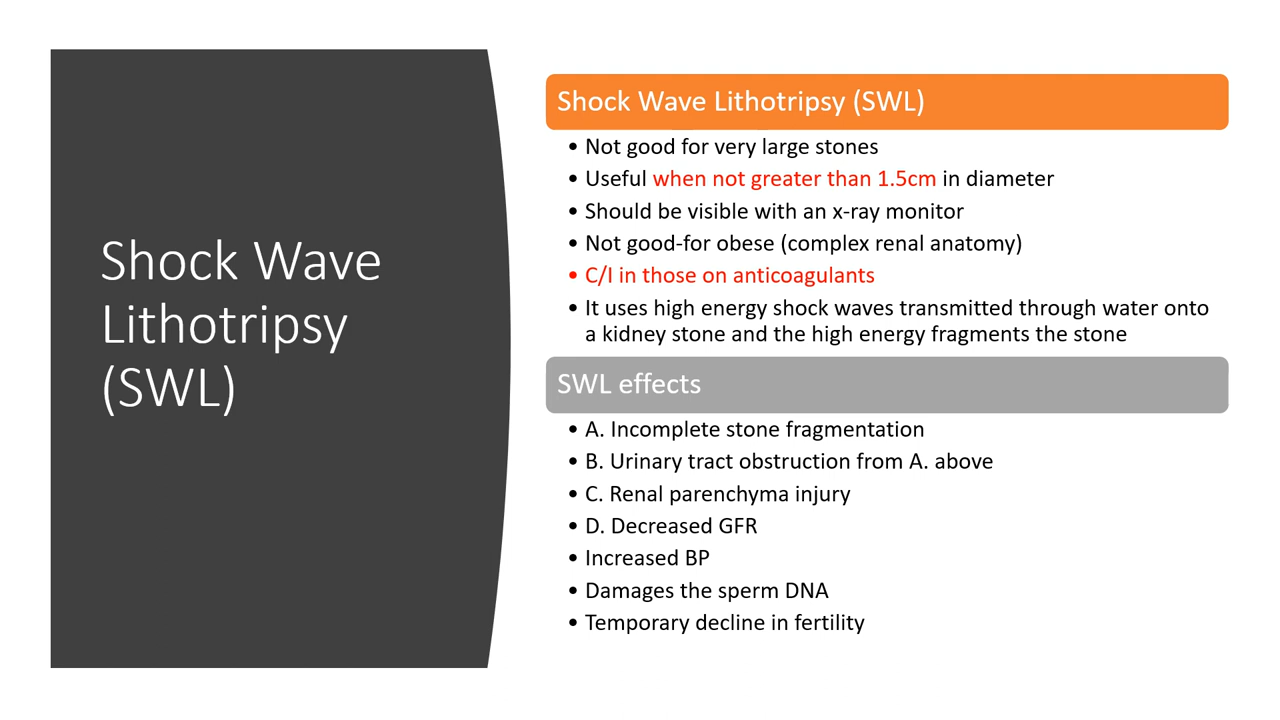 Shock Wave
Lithotripsy
(SWL)
Shock Wave Lithotripsy (SWL)
• Not good for very large stones
• Useful when not greater than 1.5cm in diameter
• Should be visible with an x-ray monitor
• Not good-for obese (complex renal anatomy)
• C/I in those on anticoagulants
• It uses high energy shock waves transmitted through water onto
a kidney stone and the high energy fragments the stone
SWL effects
• A. Incomplete stone fragmentation
• B. Urinary tract obstruction from A. above
• C. Renal parenchyma injury
• D. Decreased GFR
• Increased BP
• Damages the sperm DNA
• Temporary decline in fertility